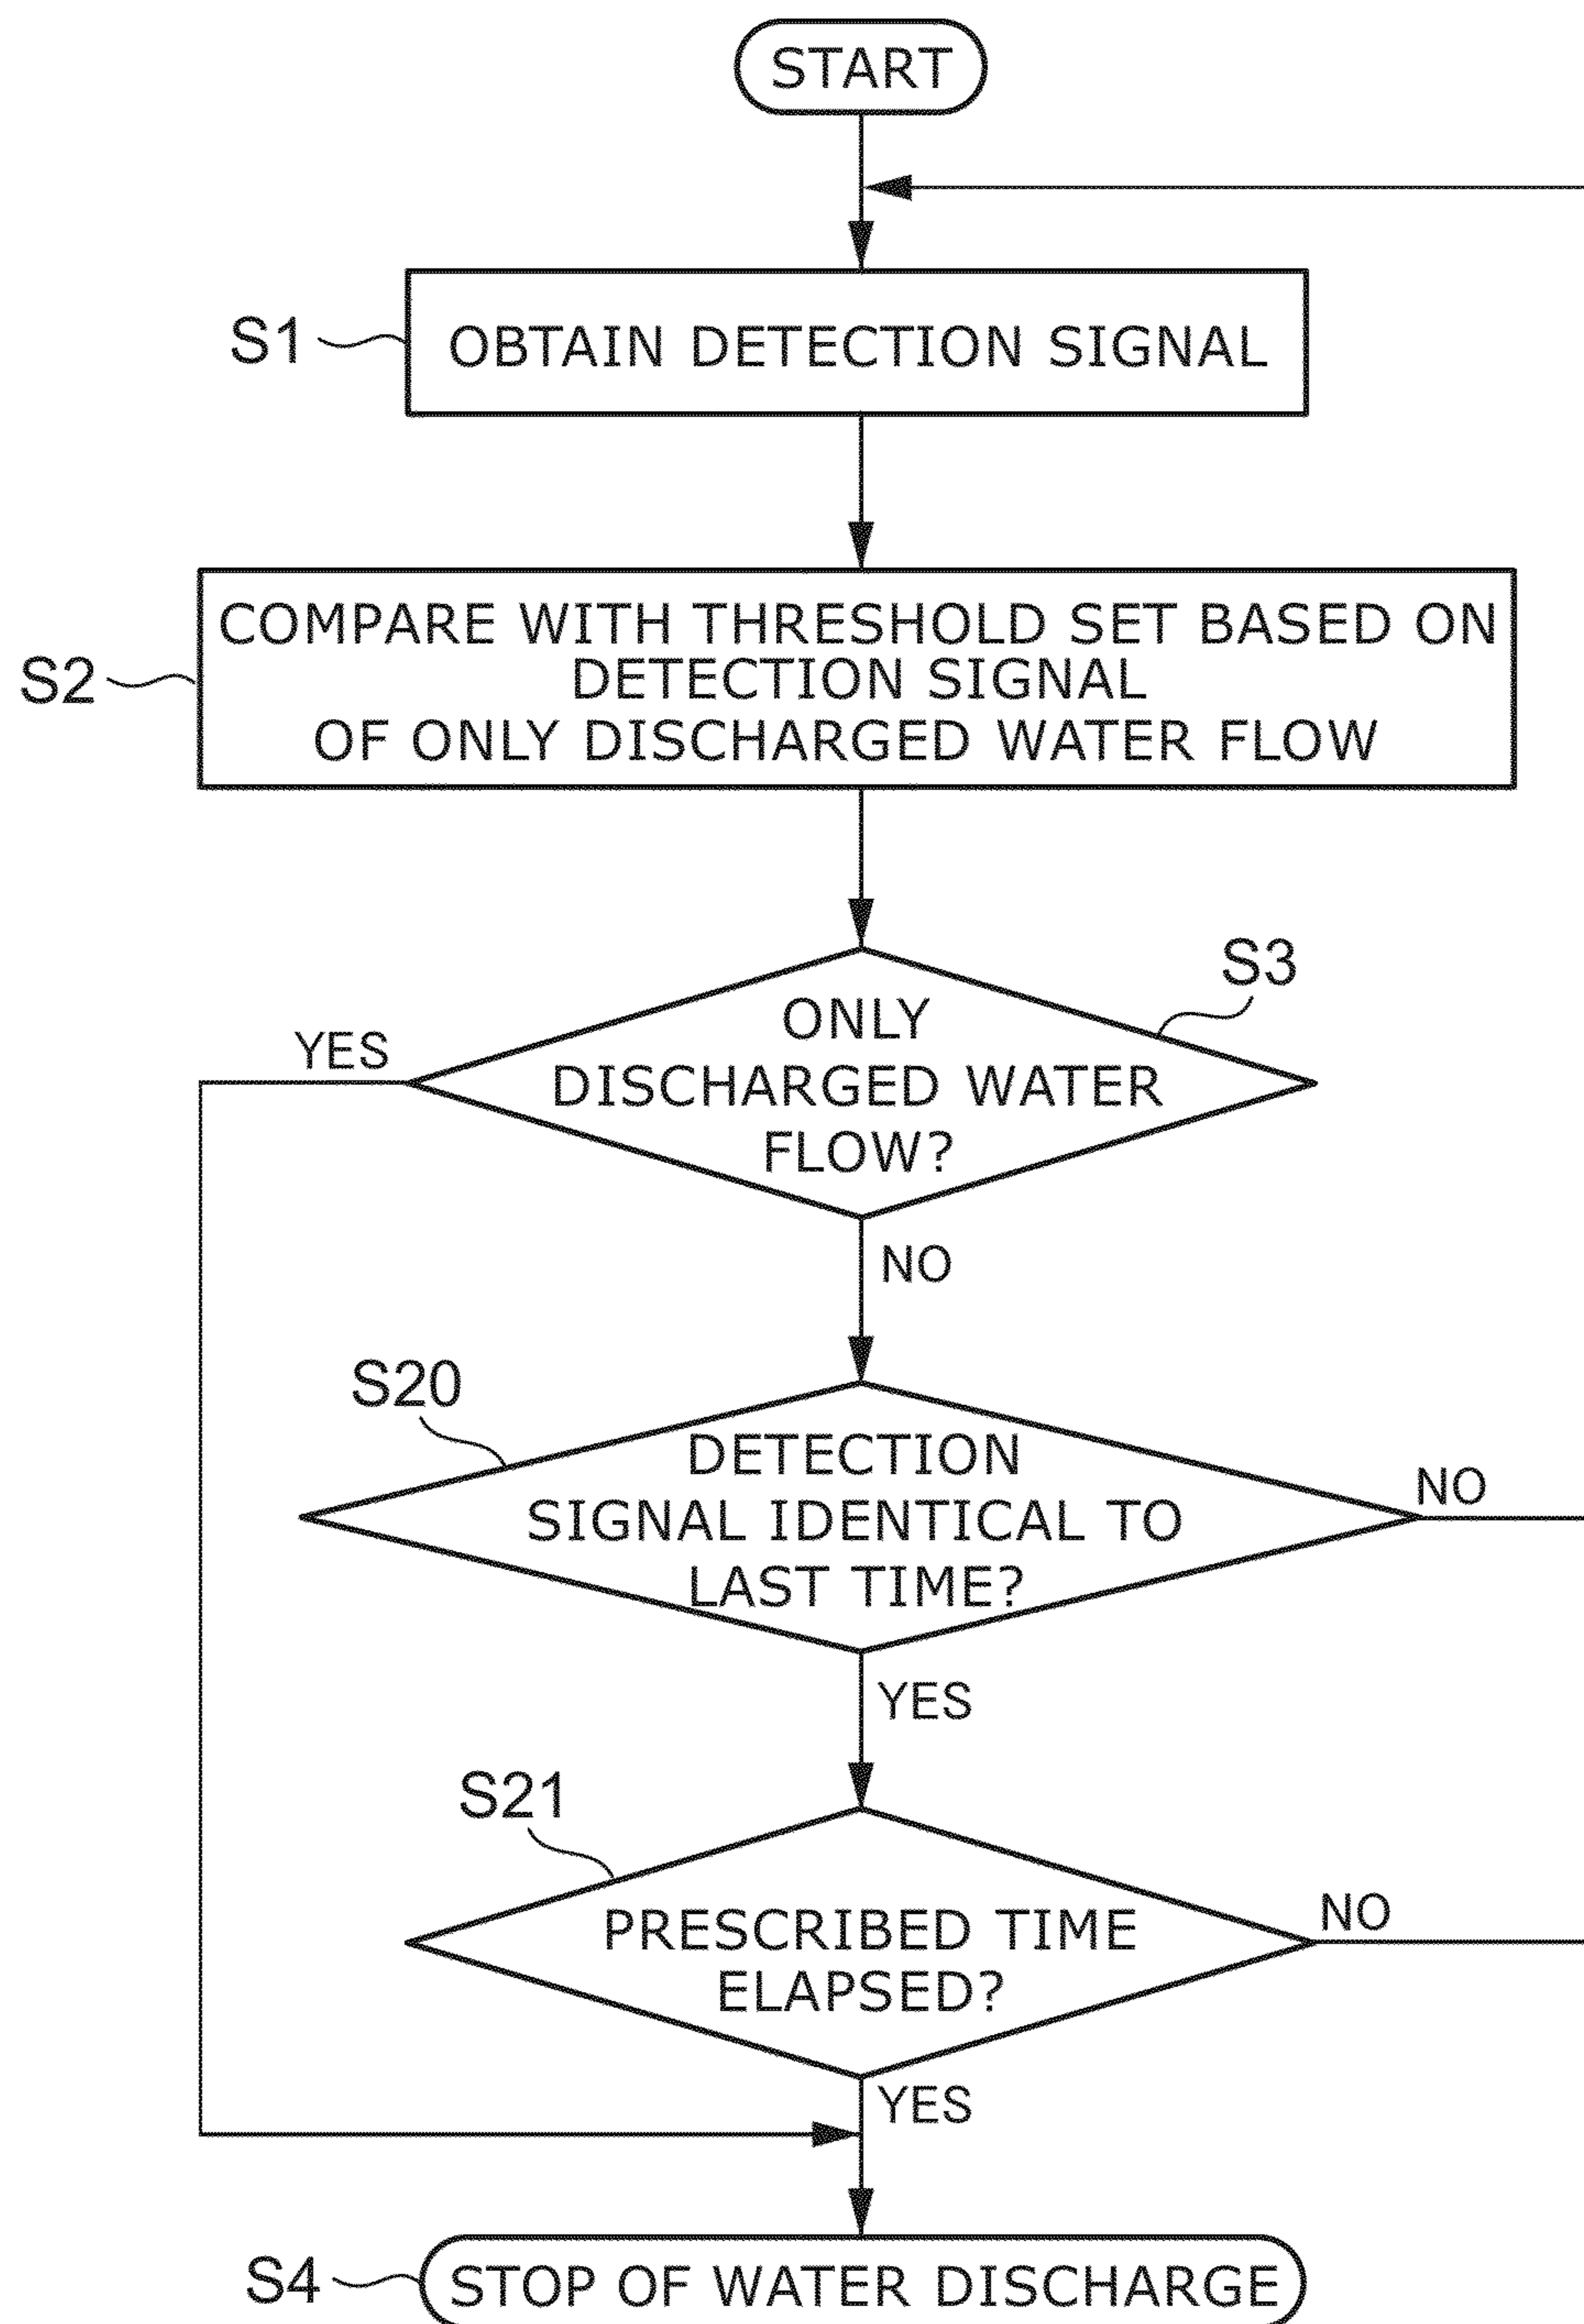 START
S1
OBTAIN DETECTION SIGNAL
S2
COMPARE WITH THRESHOLD SET BASED ON
DETECTION SIGNAL
OF ONLY DISCHARGED WATER FLOW
S3
YES
ONLY
DISCHARGED WATER
FLOW?
NO
S20
DETECTION
SIGNAL IDENTICAL TO
LAST TIME?
NO
YES
S21
PRESCRIBED TIME
ELAPSED?
NO
YES
S4
STOP OF WATER DISCHARGE